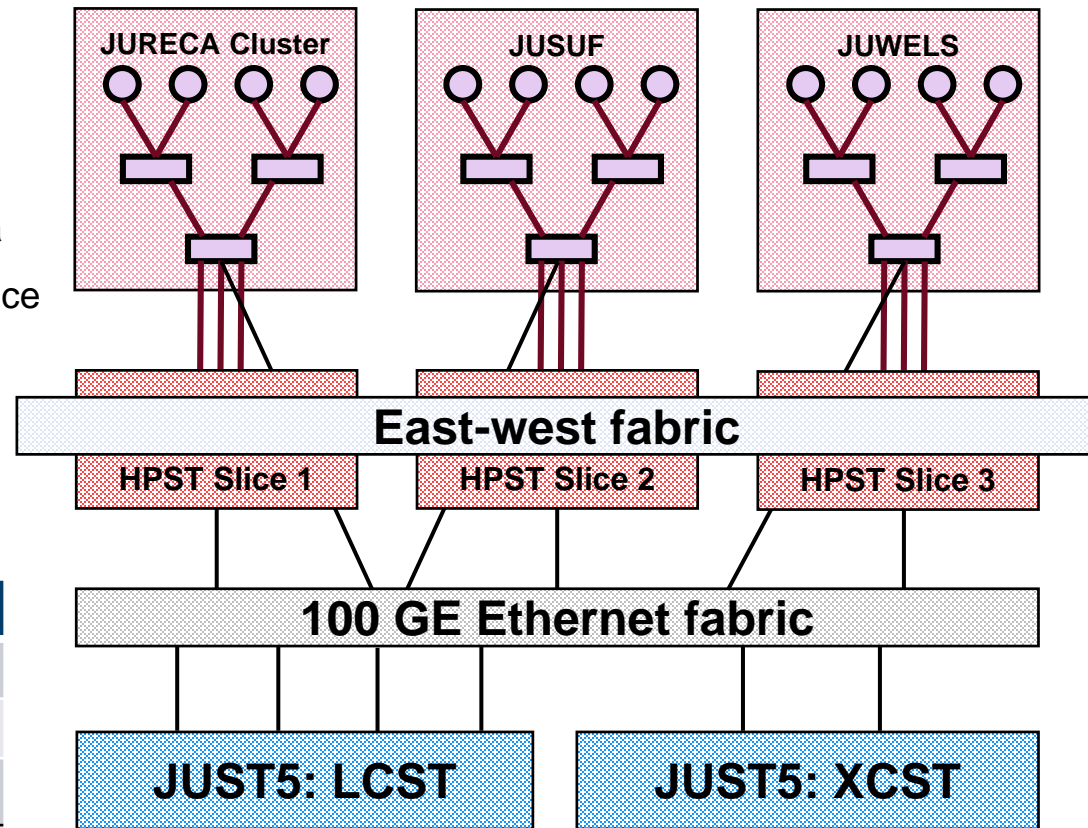 JURECA Cluster
JUSUF
JUWELS
ce
East-west fabric
HPST Slice 1
HPST Slice 2
HPST Slice 3
100 GE Ethernet fabric
JUST5: LCST
JUST5: XCST